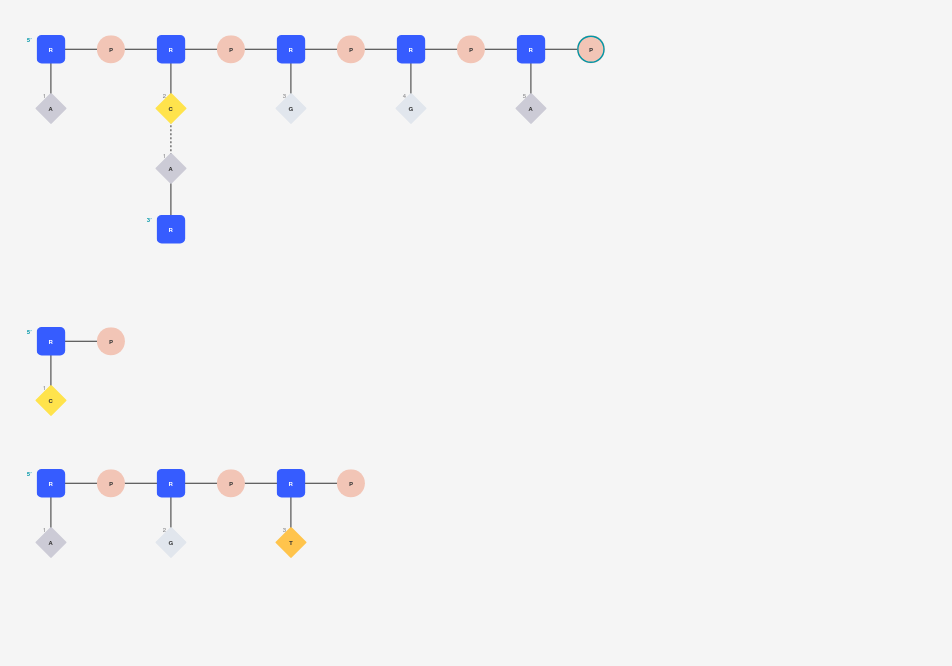 5' R P R P R P R P R P
1 A 2 C 3 G 4 G 5 A
1 A
3' R
5' R P
1 C
5' R P R P R P
1 A 2 G 3 T